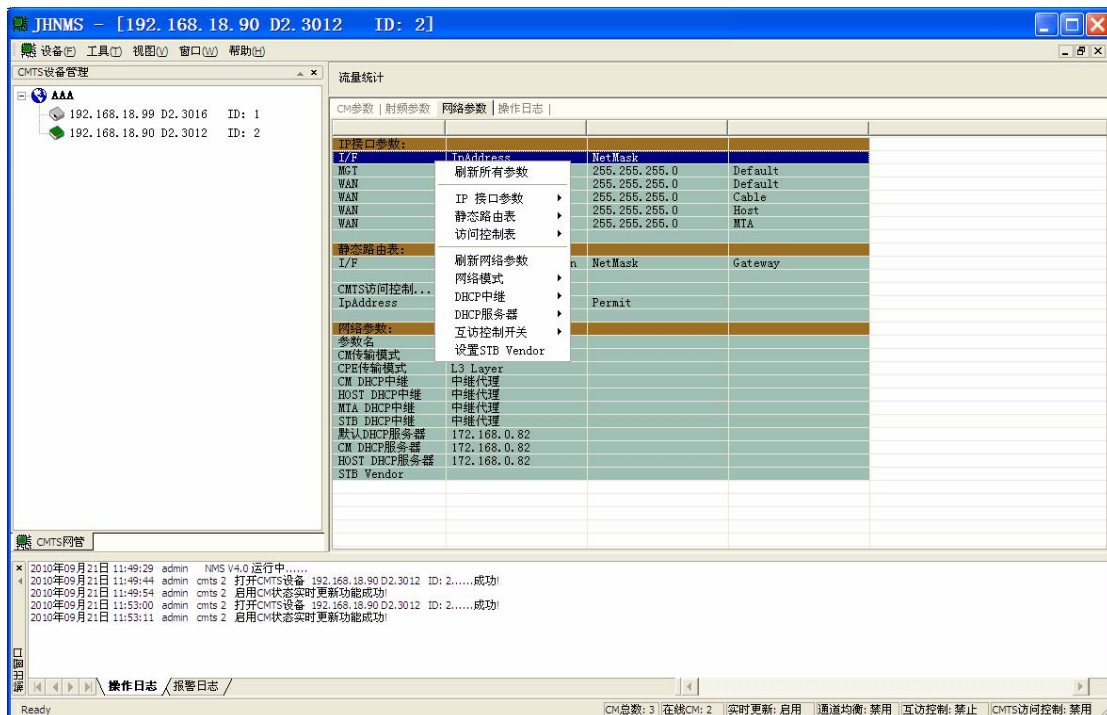 JHNMS - [192.168.18.90 D2.3012 ID: 2]
设备(F) 工具(T) 视图(V) 窗口(W) 帮助(H)
CMTS设备管理
AAA
192.168.18.99 D2.3016 ID: 1
192.168.18.90 D2.3012 ID: 2
CMTS网管
流量统计
CM参数 | 射频参数 网络参数 | 操作日志 |
IP接口参数:
I/F IpAddress NetMask
MGT 255.255.255.0 Default
WAN 255.255.255.0 Default
WAN 255.255.255.0 Cable
WAN 255.255.255.0 Host
WAN 255.255.255.0 MTA
静态路由表:
I/F n NetMask Gateway
CMTS访问控制...
IpAddress Permit
网络参数:
参数名
CM传输模式
CPE传输模式 L3 Layer
CM DHCP中继 中继代理
HOST DHCP中继 中继代理
MTA DHCP中继 中继代理
STB DHCP中继 中继代理
默认DHCP服务器 172.168.0.82
CM DHCP服务器 172.168.0.82
HOST DHCP服务器 172.168.0.82
STB Vendor
刷新所有参数
IP 接口参数
静态路由表
访问控制表
刷新网络参数
网络模式
DHCP中继
DHCP服务器
互访控制开关
设置STB Vendor
2010年09月21日 11:49:29 admin NMS V4.0 运行中......
2010年09月21日 11:49:44 admin cmts 2 打开CMTS设备 192.168.18.90 D2.3012 ID: 2......成功!
2010年09月21日 11:49:54 admin cmts 2 启用CM状态实时更新功能成功!
2010年09月21日 11:53:00 admin cmts 2 打开CMTS设备 192.168.18.90 D2.3012 ID: 2......成功!
2010年09月21日 11:53:11 admin cmts 2 启用CM状态实时更新功能成功!
操作日志 报警日志
Ready CM总数: 3 在线CM: 2 实时更新: 启用 通道均衡: 禁用 互访控制: 禁止 CMTS访问控制: 禁用